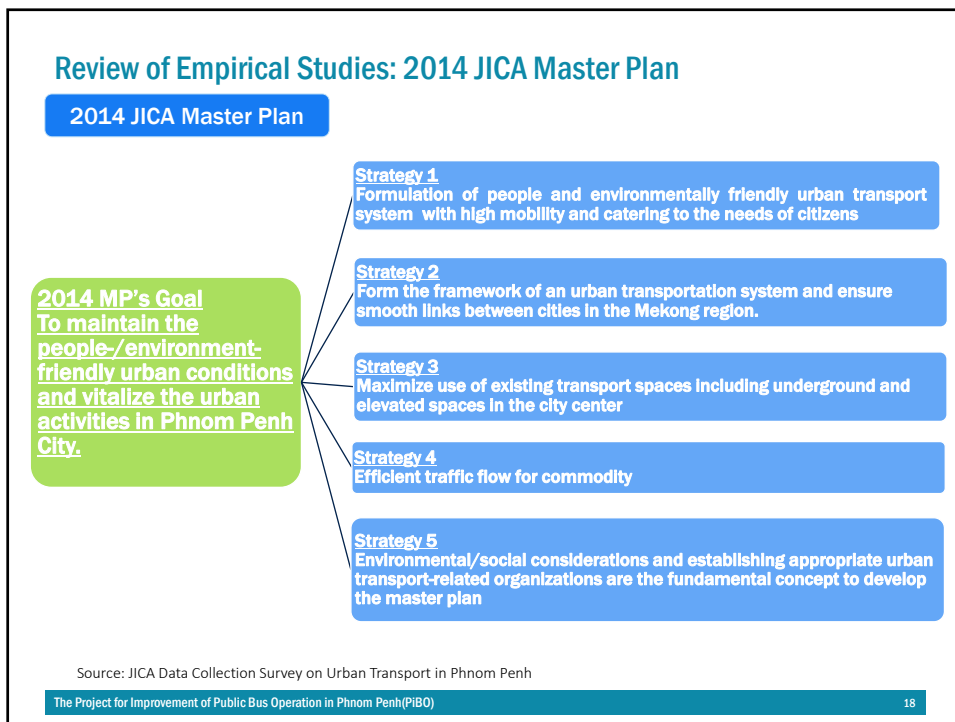 Review of Empirical Studies: 2014 JICA Master Plan
2014 JICA Master Plan
2014 MP's Goal
To maintain the
people-/environment-
friendly urban conditions
and vitalize the urban
activities in Phnom Penh
City.
Strategy 1
Formulation of people and environmentally friendly urban transport
system with high mobility and catering to the needs of citizens
Strategy 2
Form the framework of an urban transportation system and ensure
smooth links between cities in the Mekong region.
Strategy 3
Maximize use of existing transport spaces including underground and
elevated spaces in the city center
Strategy 4
Efficient traffic flow for commodity
Strategy 5
Environmental/social considerations and establishing appropriate urban
transport-related organizations are the fundamental concept to develop
the master plan
Source: JICA Data Collection Survey on Urban Transport in Phnom Penh
The Project for Improvement of Public Bus Operation in Phnom Penh(PiBO)
18